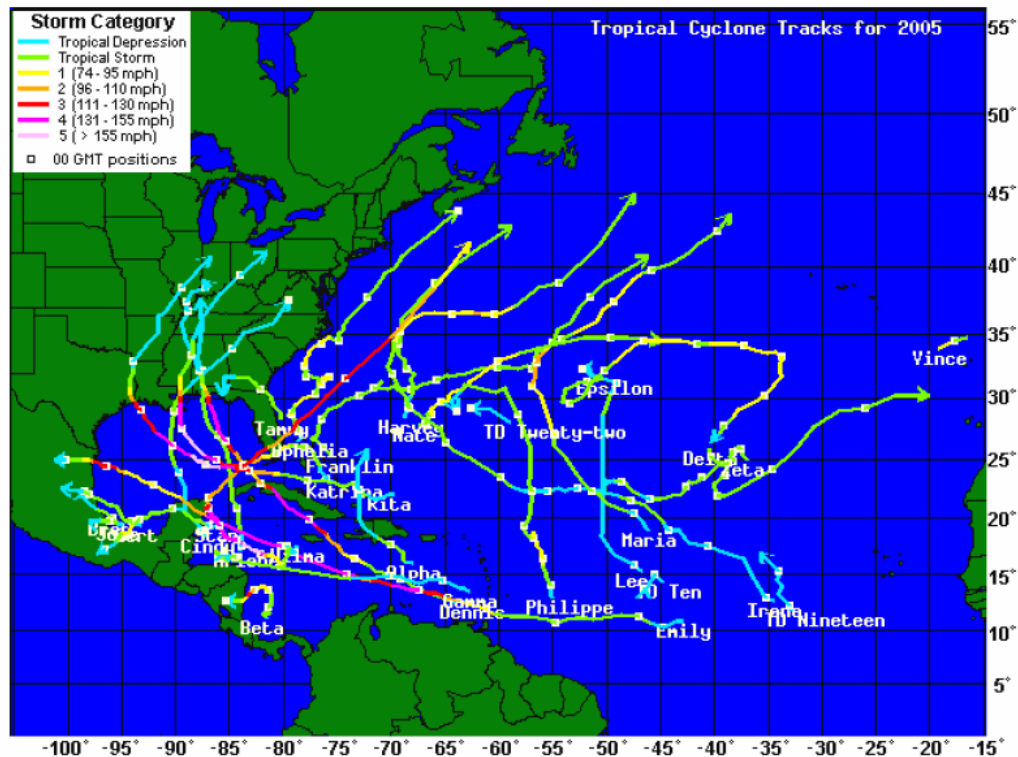 Storm Category
Tropical Depression
Tropical Storm
1 (74 - 95 mph)
2 (96 - 110 mph)
3 (111 - 130 mph)
4 (131 - 155 mph)
5 ( > 155 mph)
00 GMT positions
Tropical Cyclone Tracks for 2005
55°
50°
45°
40°
35°
30°
25°
20°
15°
10°
5°
Vince
Epsilon
Tammy
Harvey
Nate
TD Twenty-two
Ophelia
Franklin
Katrina
Rita
Delta
Zeta
Maria
Cindy
Wilma
Alpha
Lee
Gamma
Dennis
Philippe
Irene
TD Nineteen
Beta
Emily
-100° -95° -90° -85° -80° -75° -70° -65° -60° -55° -50° -45° -40° -35° -30° -25° -20° -15°